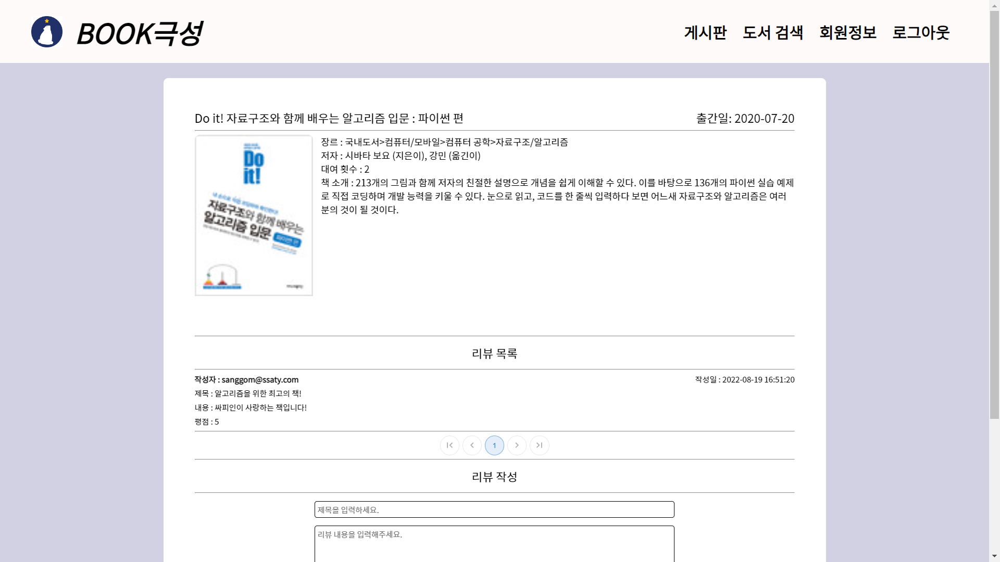 BOOK극성
게시판 도서 검색 회원정보 로그아웃
Do it! 자료구조와 함께 배우는 알고리즘 입문 : 파이썬 편
출간일: 2020-07-20
Do
it!
자료구조와 함께 배우는
알고리즘 입문
파이썬 편
장르 : 국내도서>컴퓨터/모바일>컴퓨터 공학>자료구조/알고리즘
저자 : 시바타 보요 (지은이), 강민 (옮긴이)
대여 횟수 : 2
책 소개 : 213개의 그림과 함께 저자의 친절한 설명으로 개념을 쉽게 이해할 수 있다. 이를 바탕으로 136개의 파이썬 실습 예제
로 직접 코딩하며 개발 능력을 키울 수 있다. 눈으로 읽고, 코드를 한 줄씩 입력하다 보면 어느새 자료구조와 알고리즘은 여러
분의 것이 될 것이다.
리뷰 목록
작성자 : sanggom@ssaty.com
작성일 : 2022-08-19 16:51:20
제목 : 알고리즘을 위한 최고의 책!
내용 : 싸피인이 사랑하는 책입니다!
평점 : 5
1
리뷰 작성
제목을 입력하세요.
리뷰 내용을 입력해주세요.